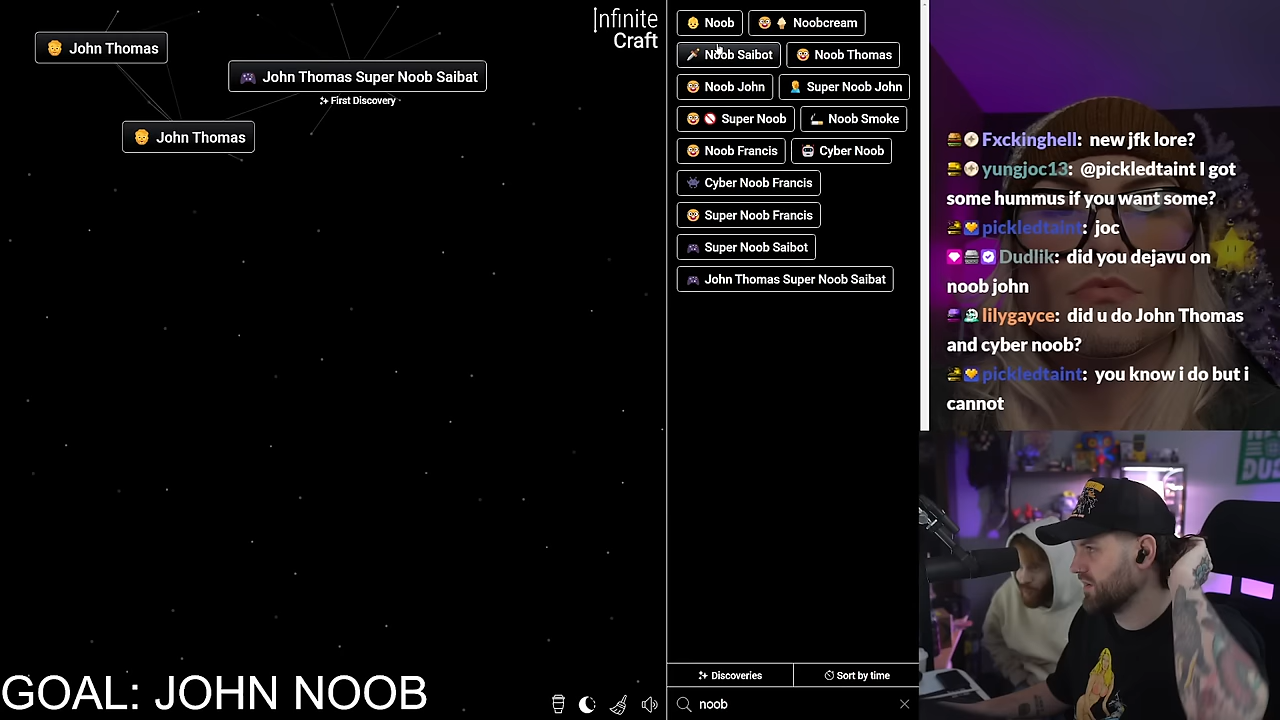 John Thomas
John Thomas Super Noob Saibat
First Discovery
John Thomas
Infinite
Craft
Noob
Noobcream
Noob Saibot
Noob Thomas
Noob John
Super Noob John
Super Noob
Noob Smoke
Noob Francis
Cyber Noob
Cyber Noob Francis
Super Noob Francis
Super Noob Saibot
John Thomas Super Noob Saibat
Discoveries
Sort by time
noob
GOAL: JOHN NOOB
Fxckinghell: new jfk lore?
yungjoc13: @pickledtaint I got
some hummus if you want some?
pickledtaint: joc
Dudlik: did you dejavu on
noob john
lilygayce: did u do John Thomas
and cyber noob?
pickledtaint: you know i do but i
cannot